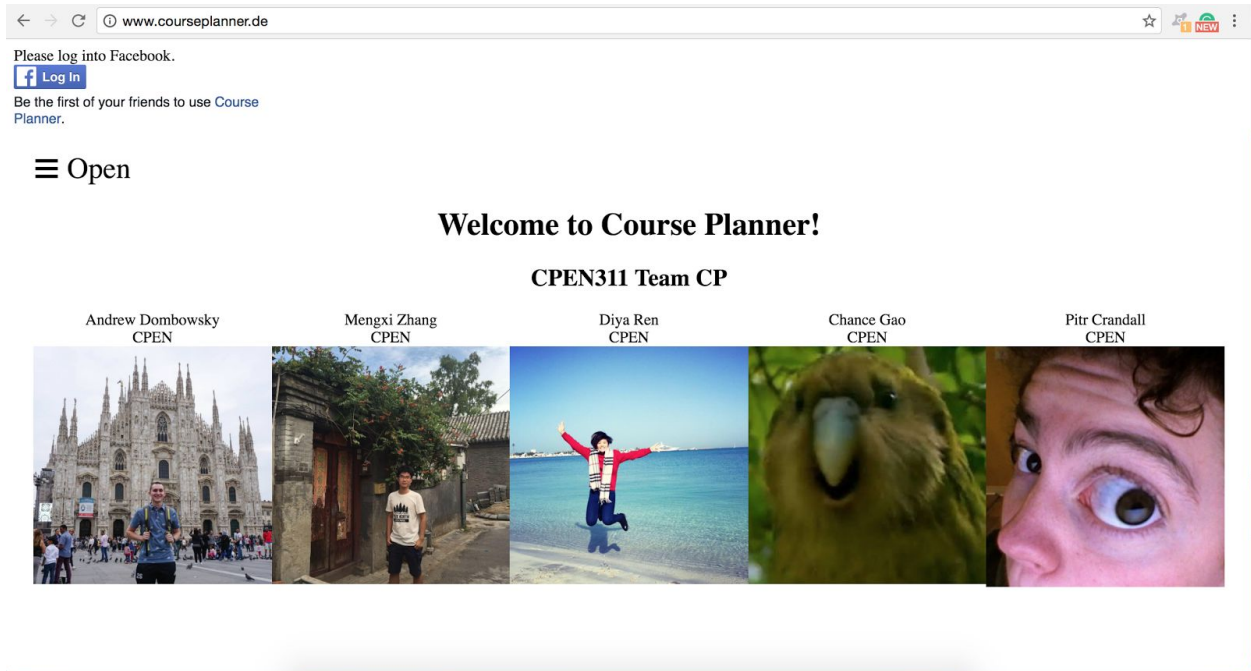 www.courseplanner.de
1
NEW
Please log into Facebook.
f Log In
Be the first of your friends to use Course
Planner.
Open
Welcome to Course Planner!
CPEN311 Team CP
Andrew Dombowsky
CPEN
Mengxi Zhang
CPEN
Diya Ren
CPEN
Chance Gao
CPEN
Pitr Crandall
CPEN